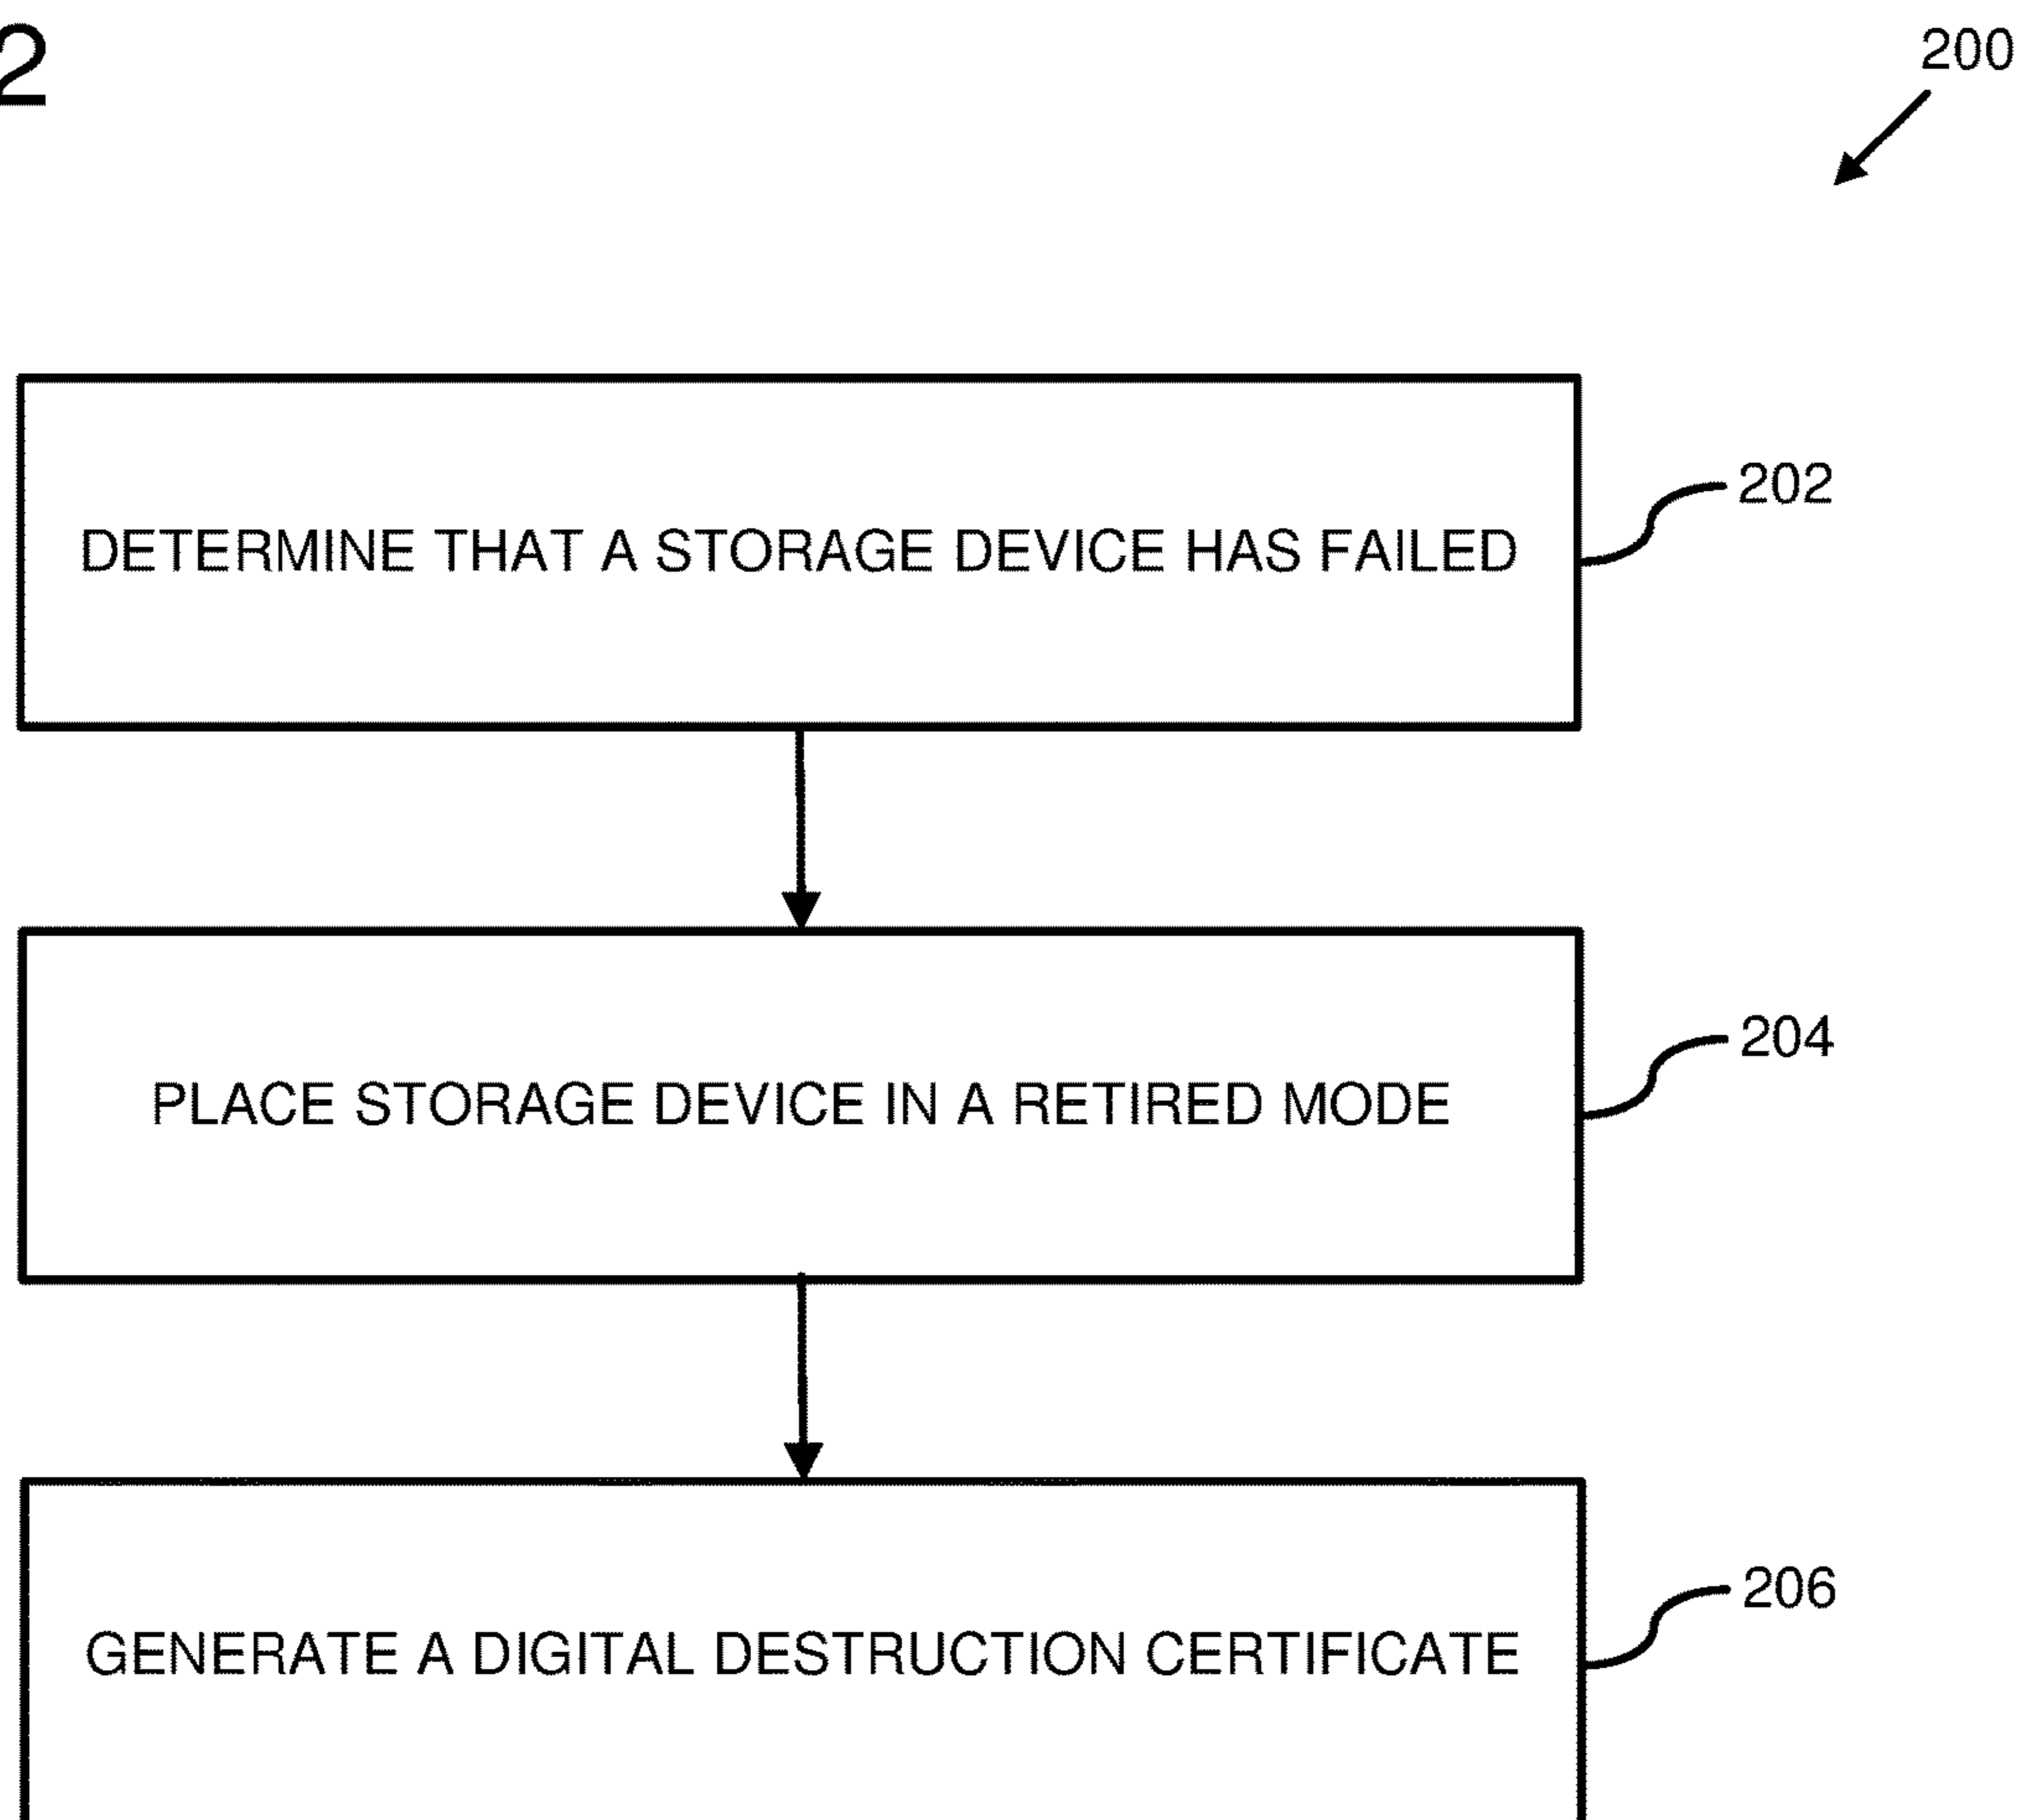 2
200
DETERMINE THAT A STORAGE DEVICE HAS FAILED
202
PLACE STORAGE DEVICE IN A RETIRED MODE
204
GENERATE A DIGITAL DESTRUCTION CERTIFICATE
206